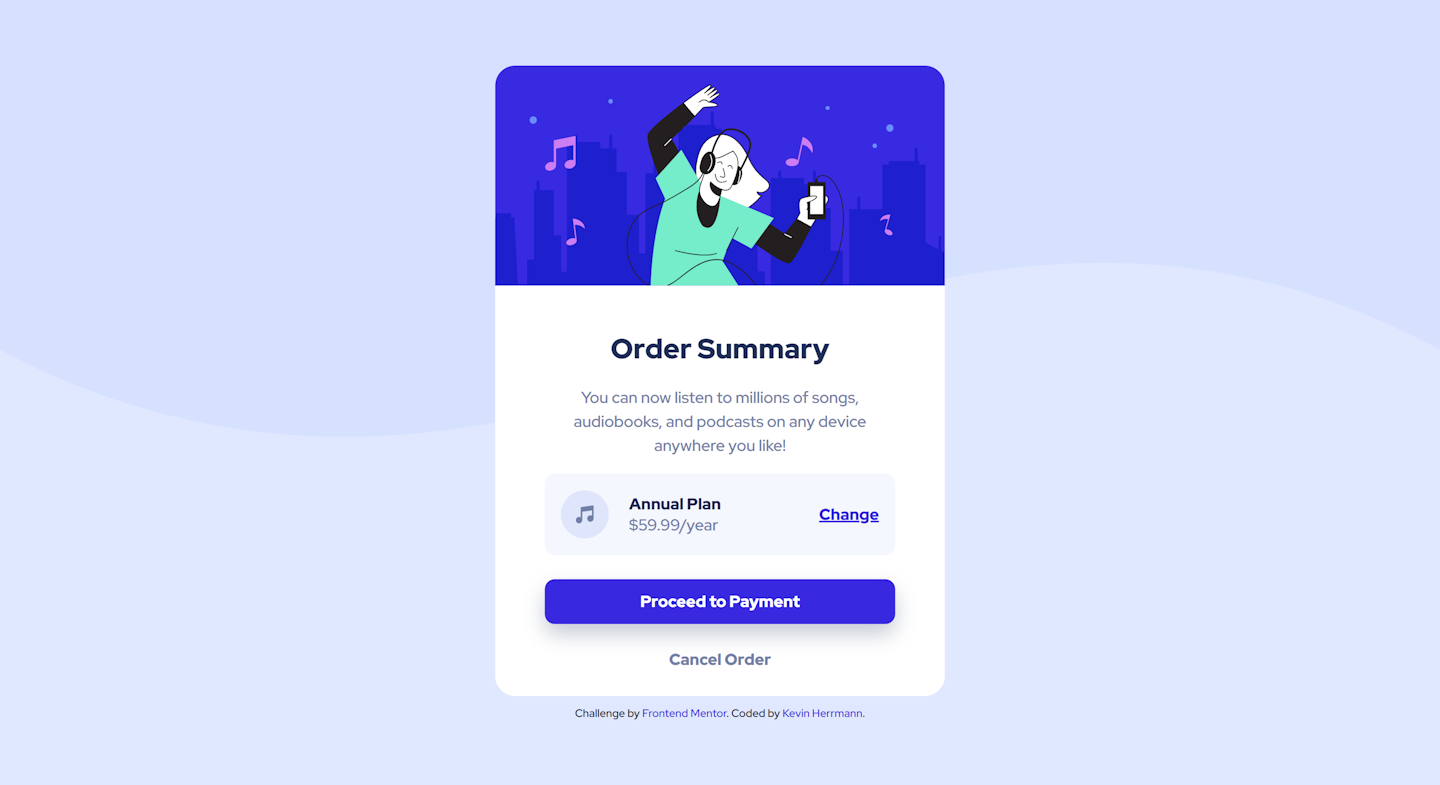 Order Summary
You can now listen to millions of songs,
audiobooks, and podcasts on any device
anywhere you like!
Annual Plan
$59.99/year
Change
Proceed to Payment
Cancel Order
Challenge by Frontend Mentor. Coded by Kevin Herrmann.